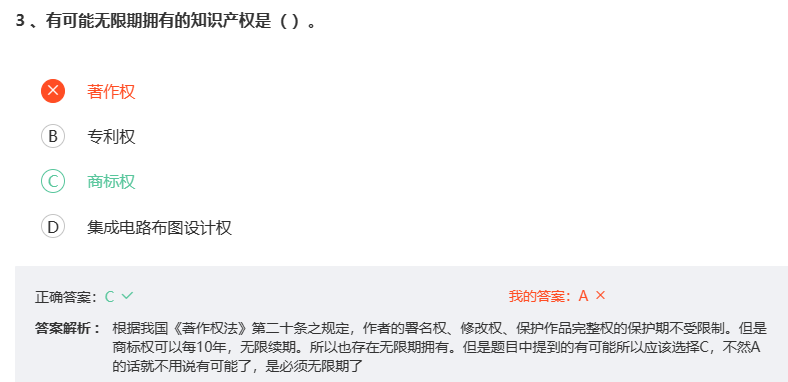 3 、有可能无限期拥有的知识产权是（ ）。
著作权
B 专利权
C 商标权
D 集成电路布图设计权
正确答案：C
我的答案：A
答案解析： 根据我国《著作权法》第二十条之规定，作者的署名权、修改权、保护作品完整权的保护期不受限制。但是
商标权可以每10年，无限续期。所以也存在无限期拥有。但是题目中提到的有可能所以应该选择C，不然A
的话就不用说有可能了，是必须无限期了